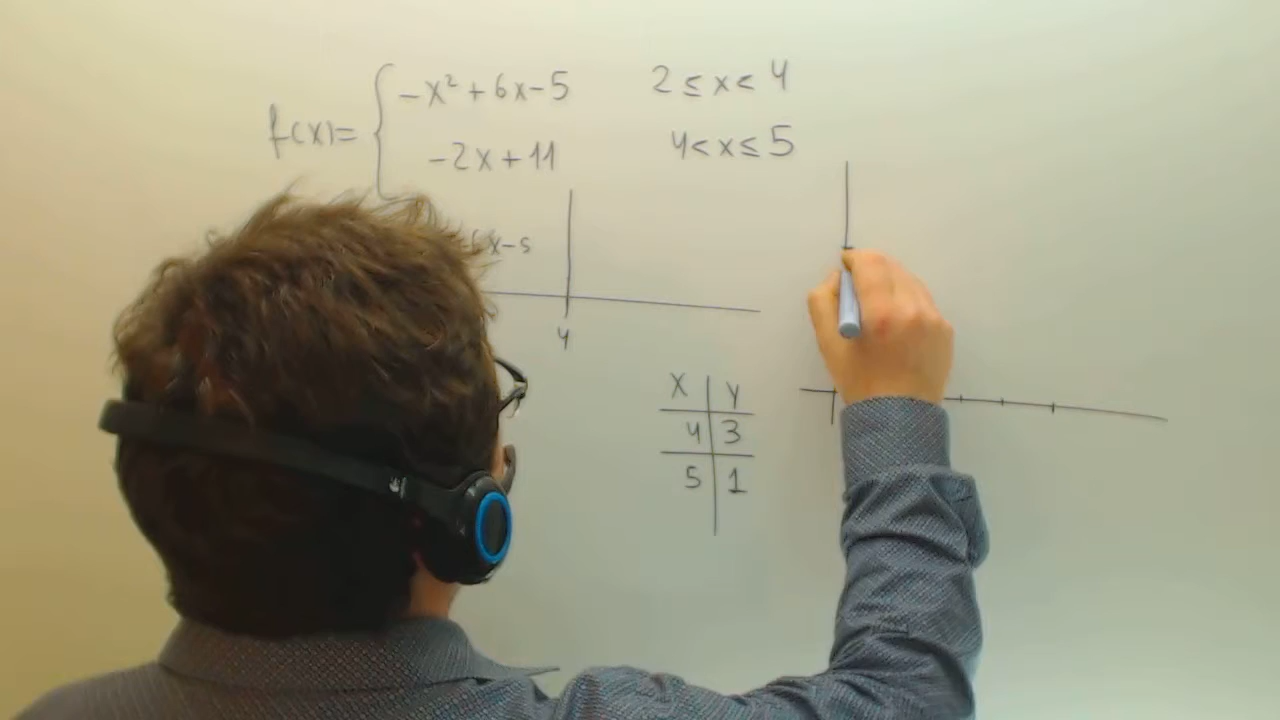 f(x)= { -x² + 6x - 5    2 ≤ x < 4
-2x + 11    4 < x ≤ 5
x-5
4
x | y
4 | 3
5 | 1